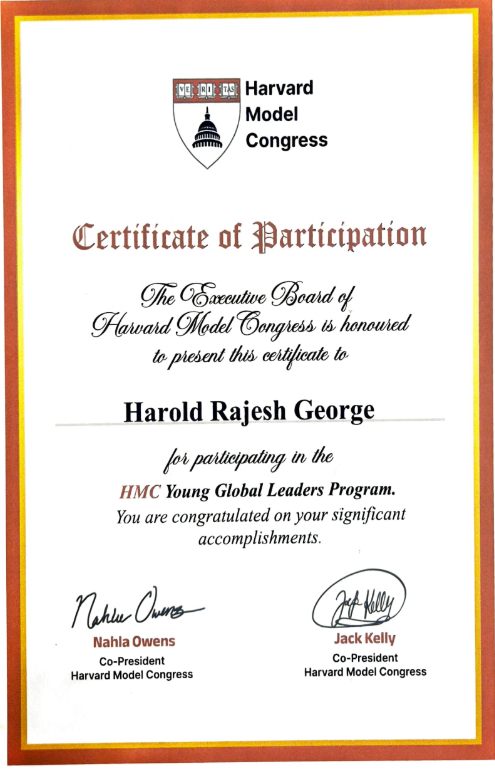 VE RI TAS
Harvard
Model
Congress
Certificate of Participation
The Executive Board of
Harvard Model Congress is honoured
to present this certificate to
Harold Rajesh George
for participating in the
HMC Young Global Leaders Program.
You are congratulated on your significant
accomplishments.
Nahla Owens
Jack Kelly
Nahla Owens
Co-President
Harvard Model Congress
Jack Kelly
Co-President
Harvard Model Congress